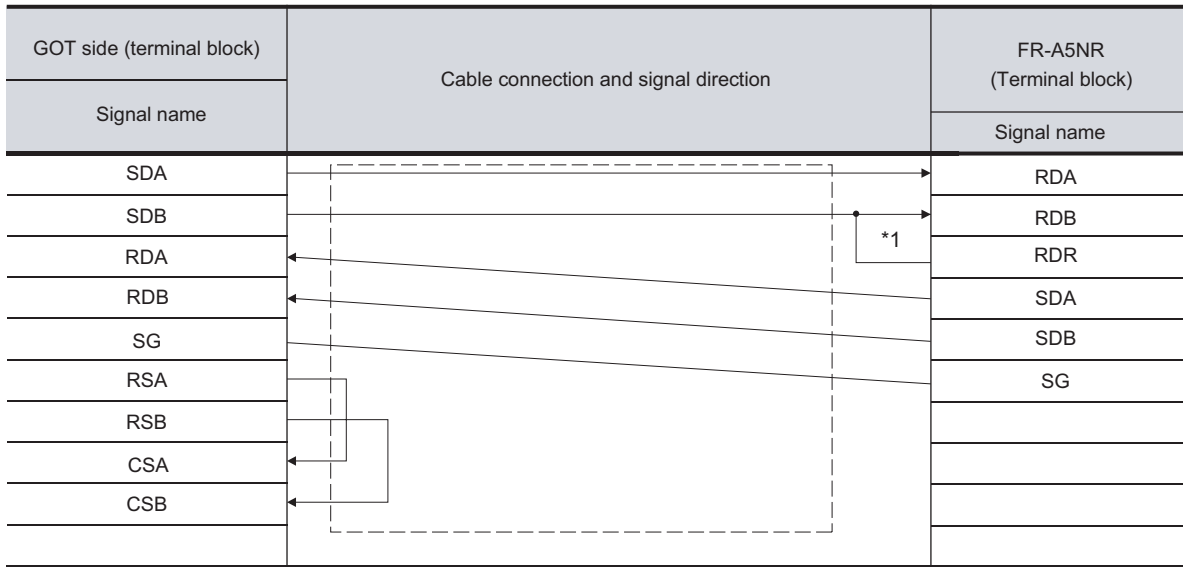 GOT side (terminal block)
Signal name
Cable connection and signal direction
FR-A5NR
(Terminal block)
Signal name
SDA
RDA
SDB
RDB
*1
RDA
RDR
RDB
SDA
SG
SDB
RSA
SG
RSB
CSA
CSB